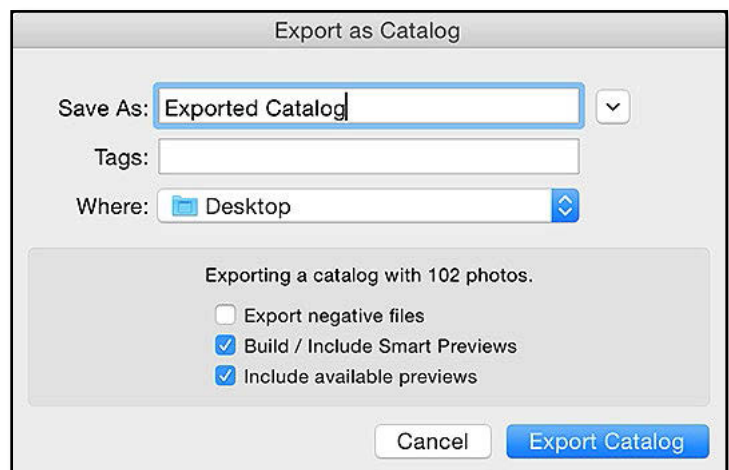 Export as Catalog
Save As: Exported Catalog
Tags:
Where: Desktop
Exporting a catalog with 102 photos.
Export negative files
Build / Include Smart Previews
Include available previews
Cancel Export Catalog